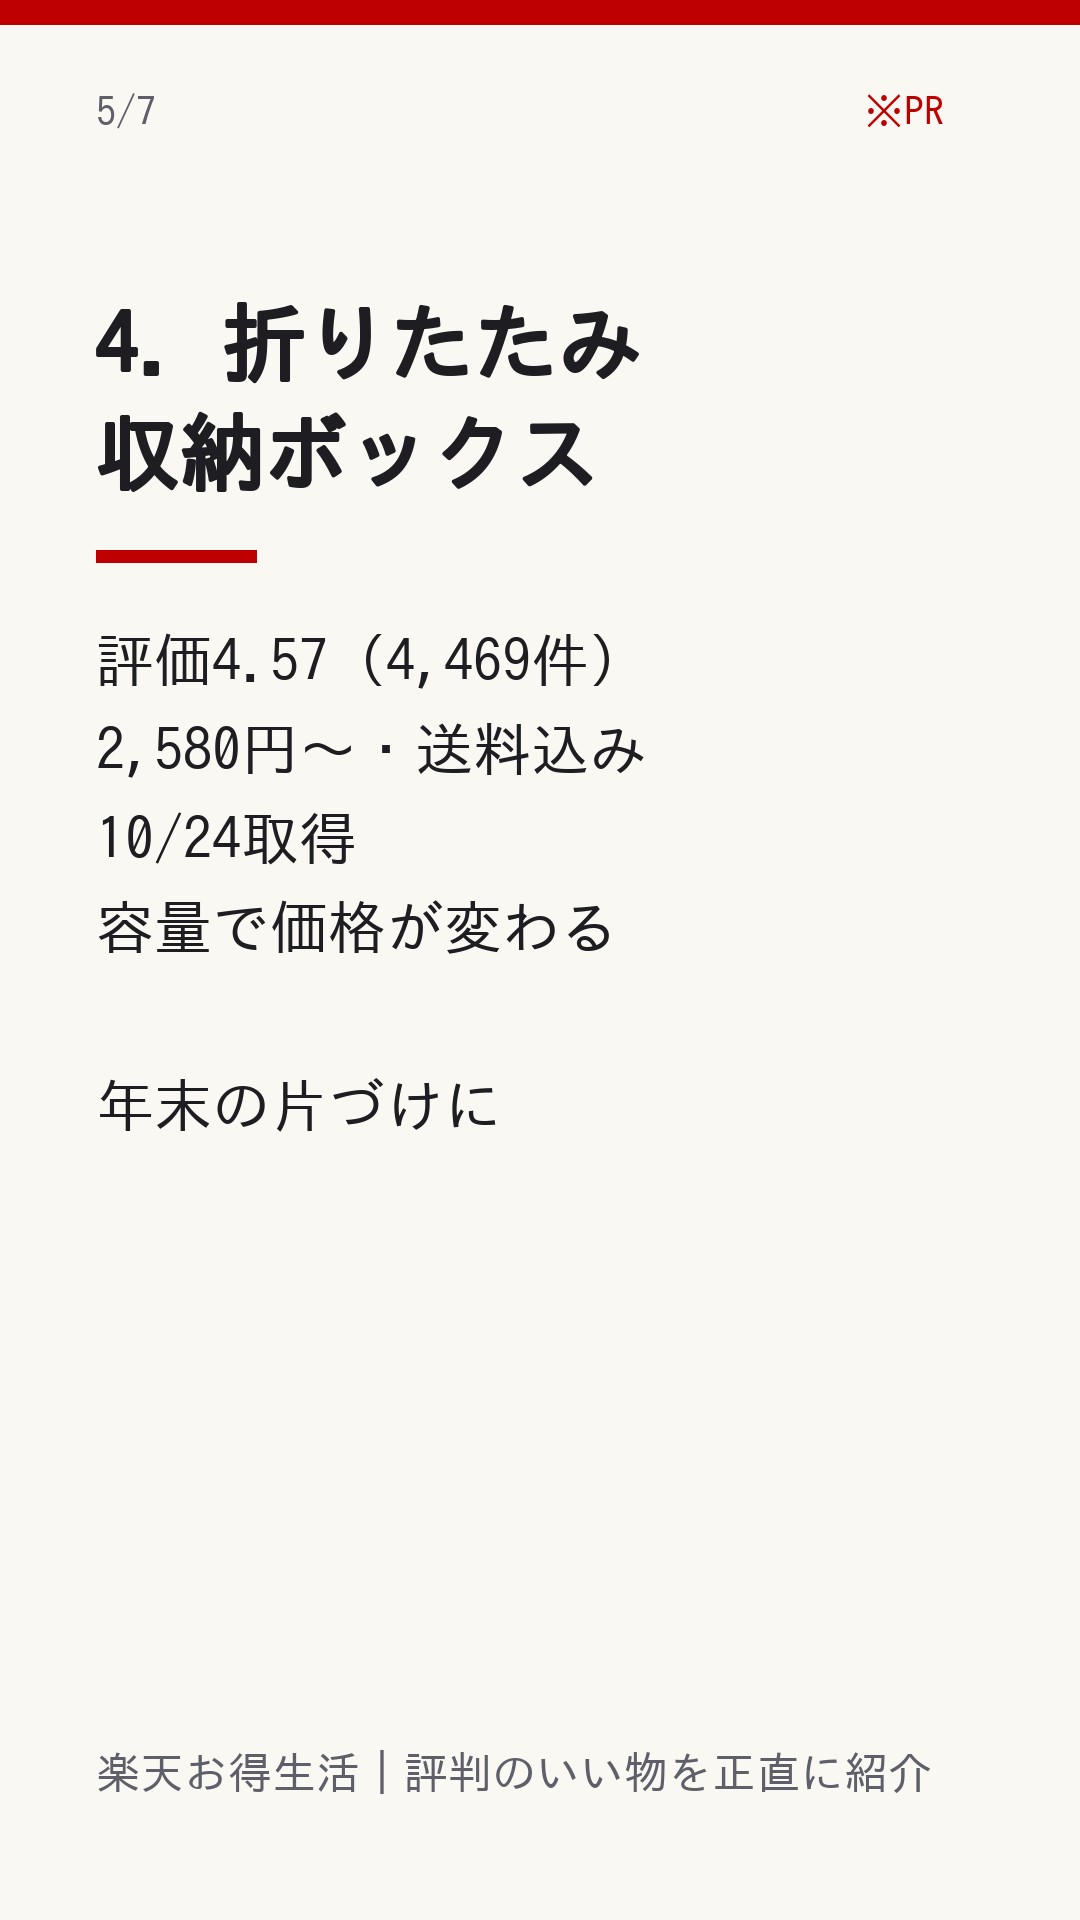 5/7
※PR
4. 折りたたみ
収納ボックス
評価4.57（4,469件）
2,580円〜・送料込み
10/24取得
容量で価格が変わる
年末の片づけに
楽天お得生活｜評判のいい物を正直に紹介